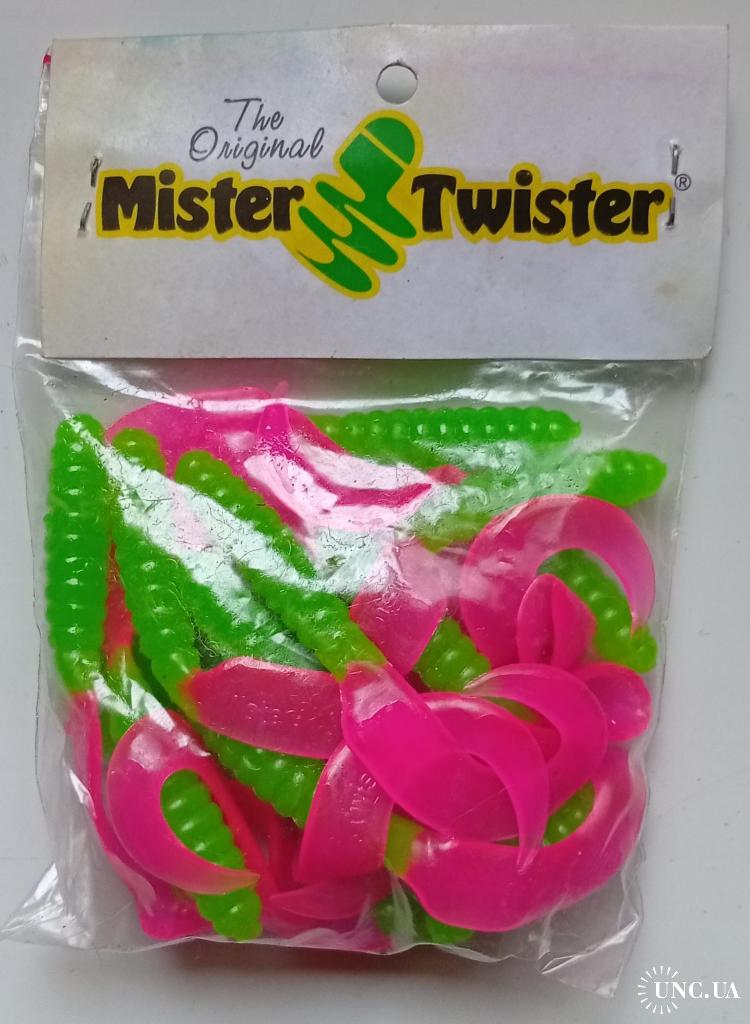 The
Original
Mister Twister®
UNC.UA